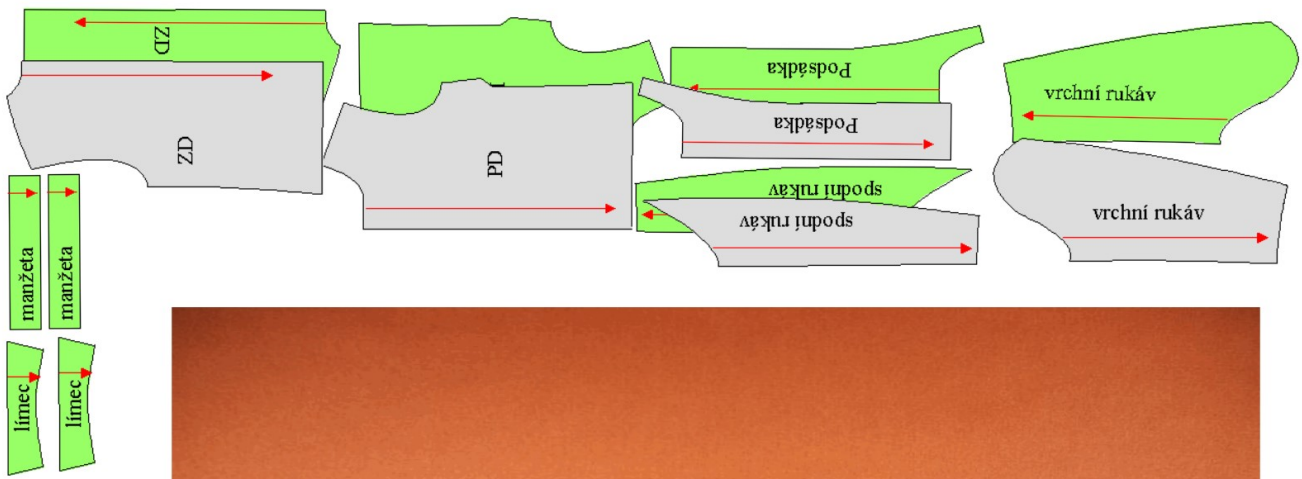 ZD
Podsádka
vrchní rukáv
ZD
PD
Podsádka
spodní rukáv
spodní rukáv
vrchní rukáv
manžeta
manžeta
límec
límec